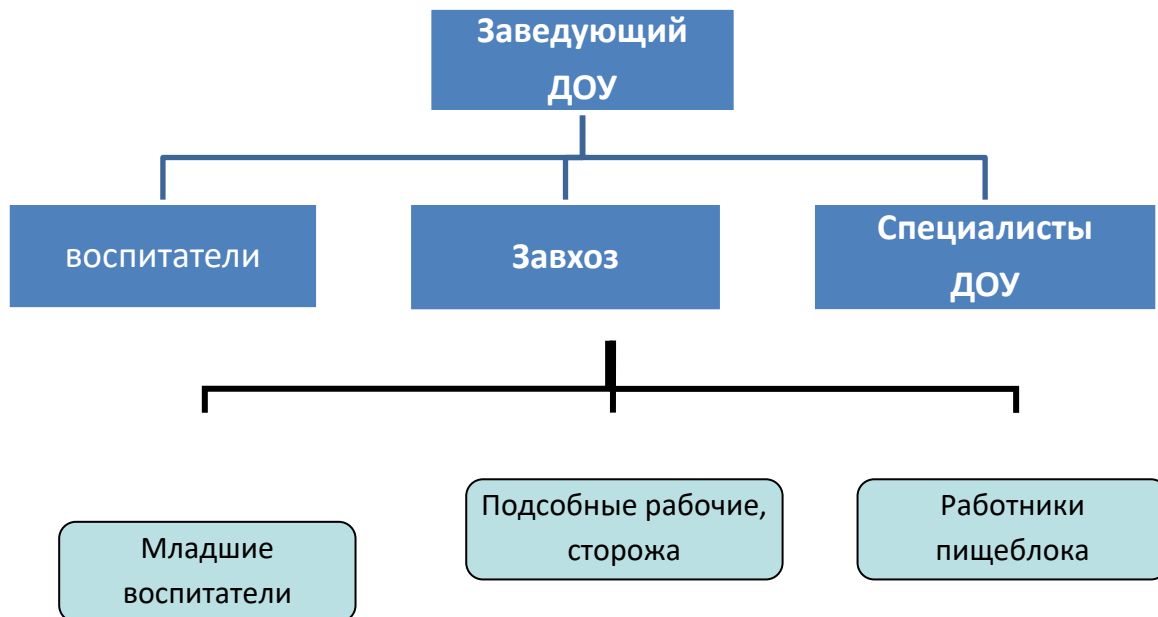 Заведующий
ДОУ
воспитатели
Завхоз
Специалисты
ДОУ
Младшие
воспитатели
Подсобные рабочие,
сторожа
Работники
пищеблока